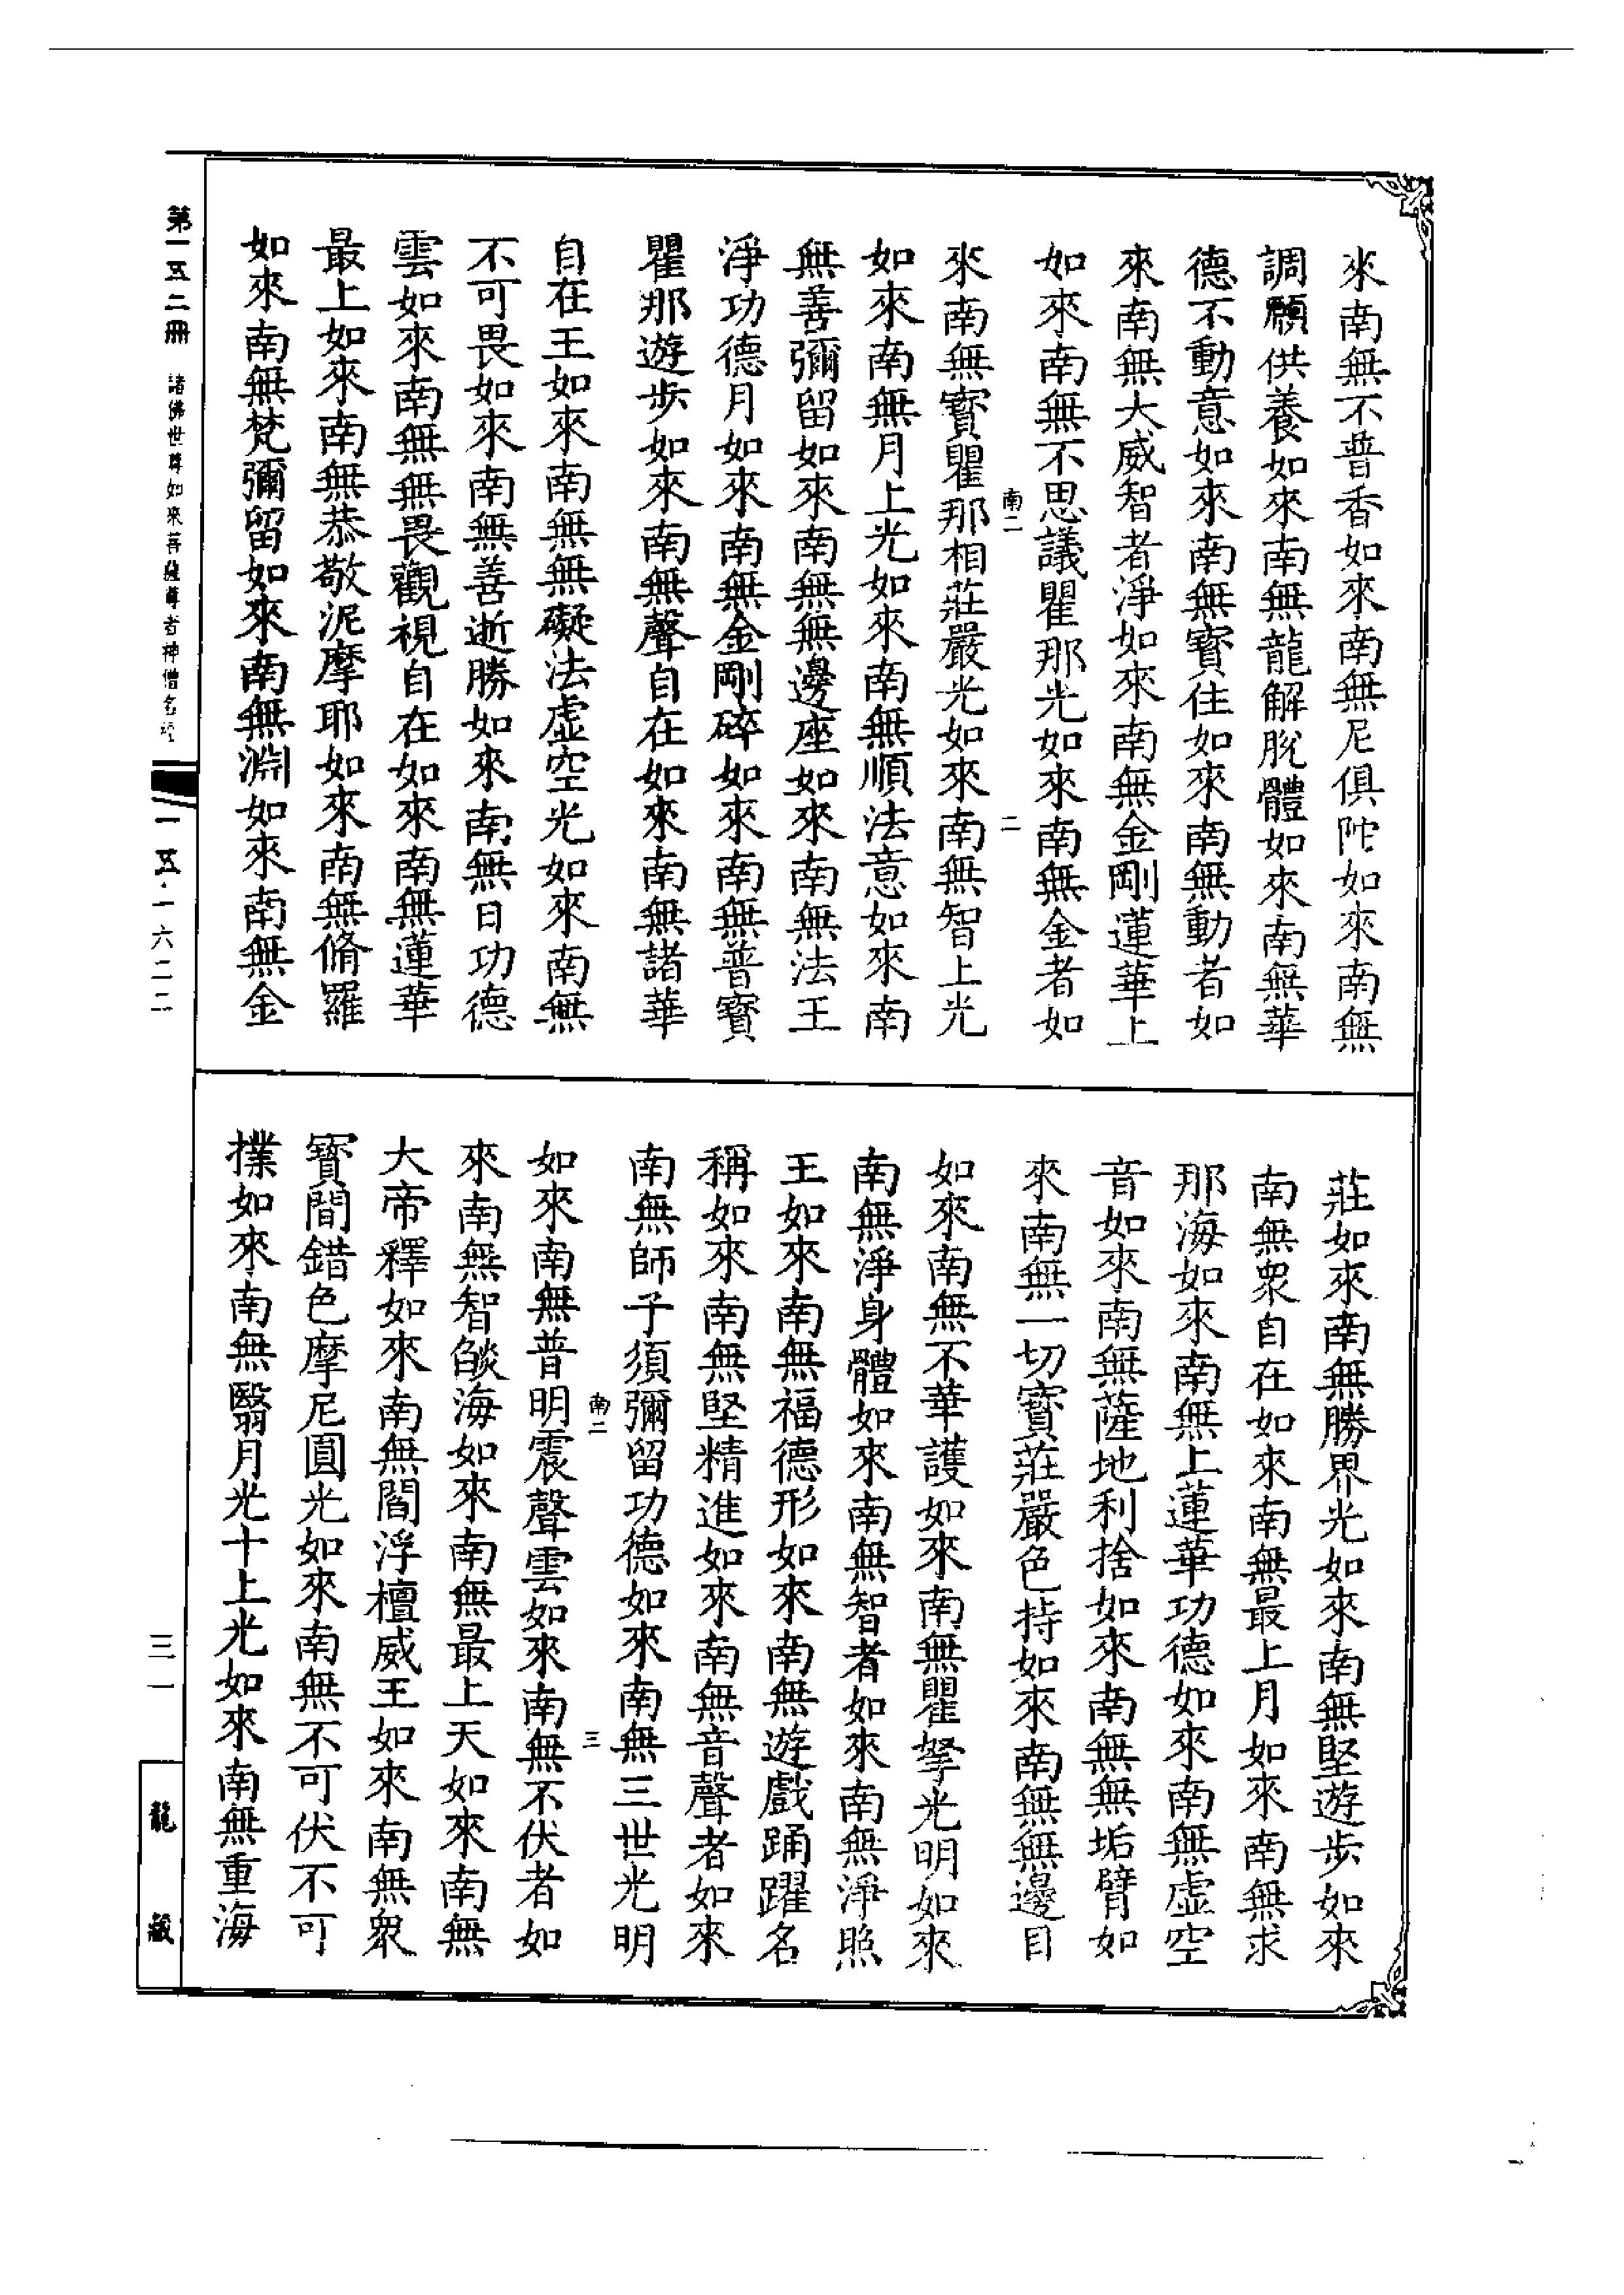 來南無不普香如來南無尼俱陀如來南無
調願供養如來南無龍解脫體如來南無華
德不動意如來南無寶住如來南無動者如
來南無大威智者淨如來南無金剛蓮華上
如來南無不思議瞿那光如來南無金者如
南二
二
來南無寶瞿那相莊嚴光如來南無智上光
如來南無月上光如來南無順法意如來南
無善彌留如來南無無邊座如來南無法王
淨功德月如來南無金剛碎如來南無普寶
瞿那遊步如來南無聲自在如來南無諸華
自在王如來南無無礙法虛空光如來南無
不可畏如來南無善逝勝如來南無日功德
雲如來南無無畏觀視自在如來南無蓮華
最上如來南無恭敬泥摩耶如來南無脩羅
如來南無梵彌留如來南無淵如來南無金
莊如來南無勝界光如來南無堅遊步如來
南無眾自在如來南無最上月如來南無求
那海如來南無上蓮華功德如來南無虛空
音如來南無薩地利捨如來南無無垢臂如
來南無一切寶莊嚴色持如來南無無邊目
如來南無不華護如來南無瞿孥光明如來
南無淨身體如來南無智者如來南無淨照
王如來南無福德形如來南無遊戲踊躍名
稱如來南無堅精進如來南無音聲者如來
南無師子須彌留功德如來南無三世光明
南二
三
如來南無普明震聲雲如來南無不伏者如
來南無智燄海如來南無最上天如來南無
大帝釋如來南無閻浮檀威王如來南無眾
寶間錯色摩尼圓光如來南無不可伏不可
撲如來南無翳月光十上光如來南無重海
第一五二冊
諸佛世尊如來菩薩尊者神僧名經
一五·一六二二
三一
龍藏